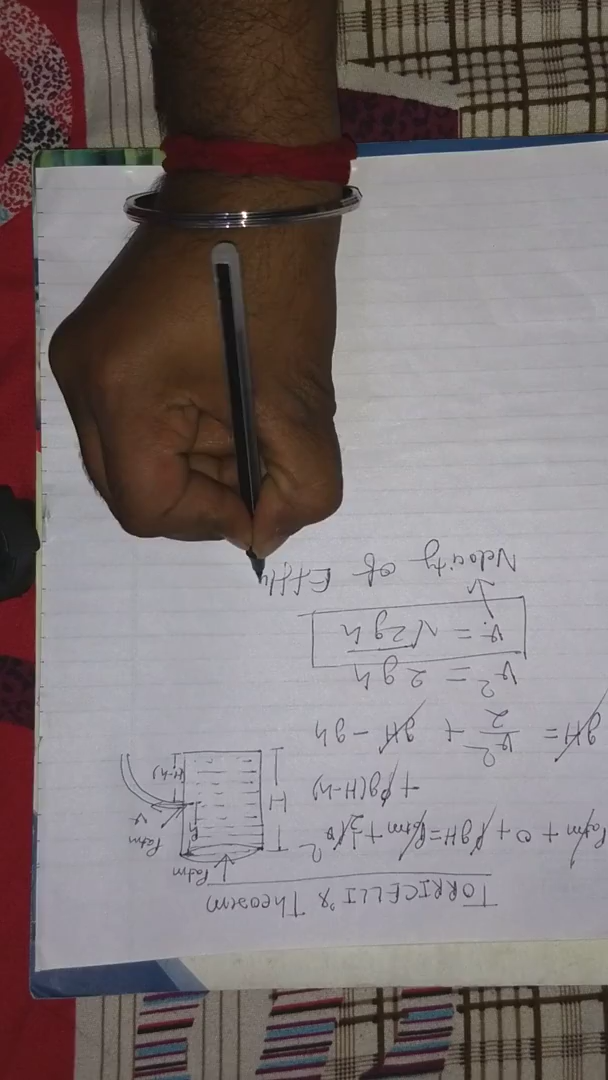 TORRICELLI's Theorem
Patm + 0 + ρgH = Patm + ½ρv²
+ ρg(H-h)
gH = v²/2 + gH - gh
v² = 2gh
v = √2gh
Velocity of Efflu
Patm
Patm
v
h
H
(H-h)